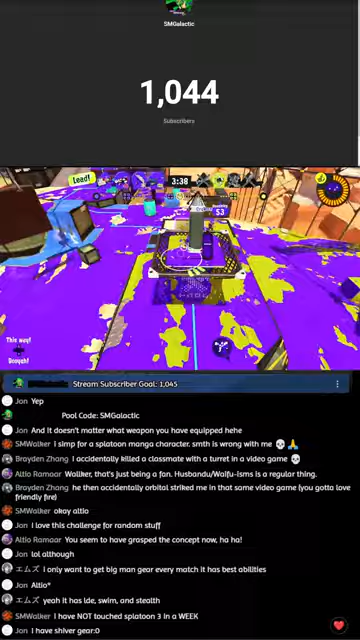 SMGalactic
1,044
Subscribers
Lead!
3:38
53
This way!
Booyah!
Stream Subscriber Goal: 1,045
Jon Yep
Pool Code: SMGalactic
Jon And it doesn't matter what weapon you have equipped hehe
SMWalker I simp for a splatoon manga character. smth is wrong with me 💀🙏
Brayden Zhang I accidentally killed a classmate with a turret in a video game 💀
Altio Ramaar Waliker, that's just being a fan. Husbandu/Waifu-isms is a regular thing.
Brayden Zhang he then accidentally orbital striked me in that same video game (you gotta love
friendly fire)
SMWalker okay altio
Jon I love this challenge for random stuff
Altio Ramaar You seem to have grasped the concept now, ha ha!
Jon lol although
エムズ I only want to get big man gear every match it has best abilities
Jon Altio*
エムズ yeah it has ide, swim, and stealth
SMWalker I have NOT touched splatoon 3 in a WEEK
Jon I have shiver gear:0